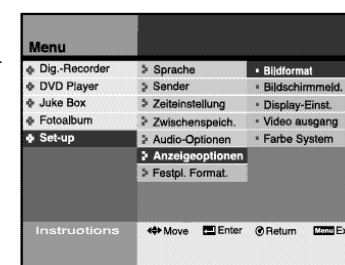 Menu
Dig.-Recorder
DVD Player
Juke Box
Fotoalbum
Set-up
Sprache
Sender
Zeiteinstellung
Zwischenspeich.
Audio-Optionen
Anzeigeoptionen
Festpl. Format.
Bildformat
Bildschirmmeld.
Display-Einst.
Video ausgang
Farbe System
Instructions Move Enter Return Menu Ex